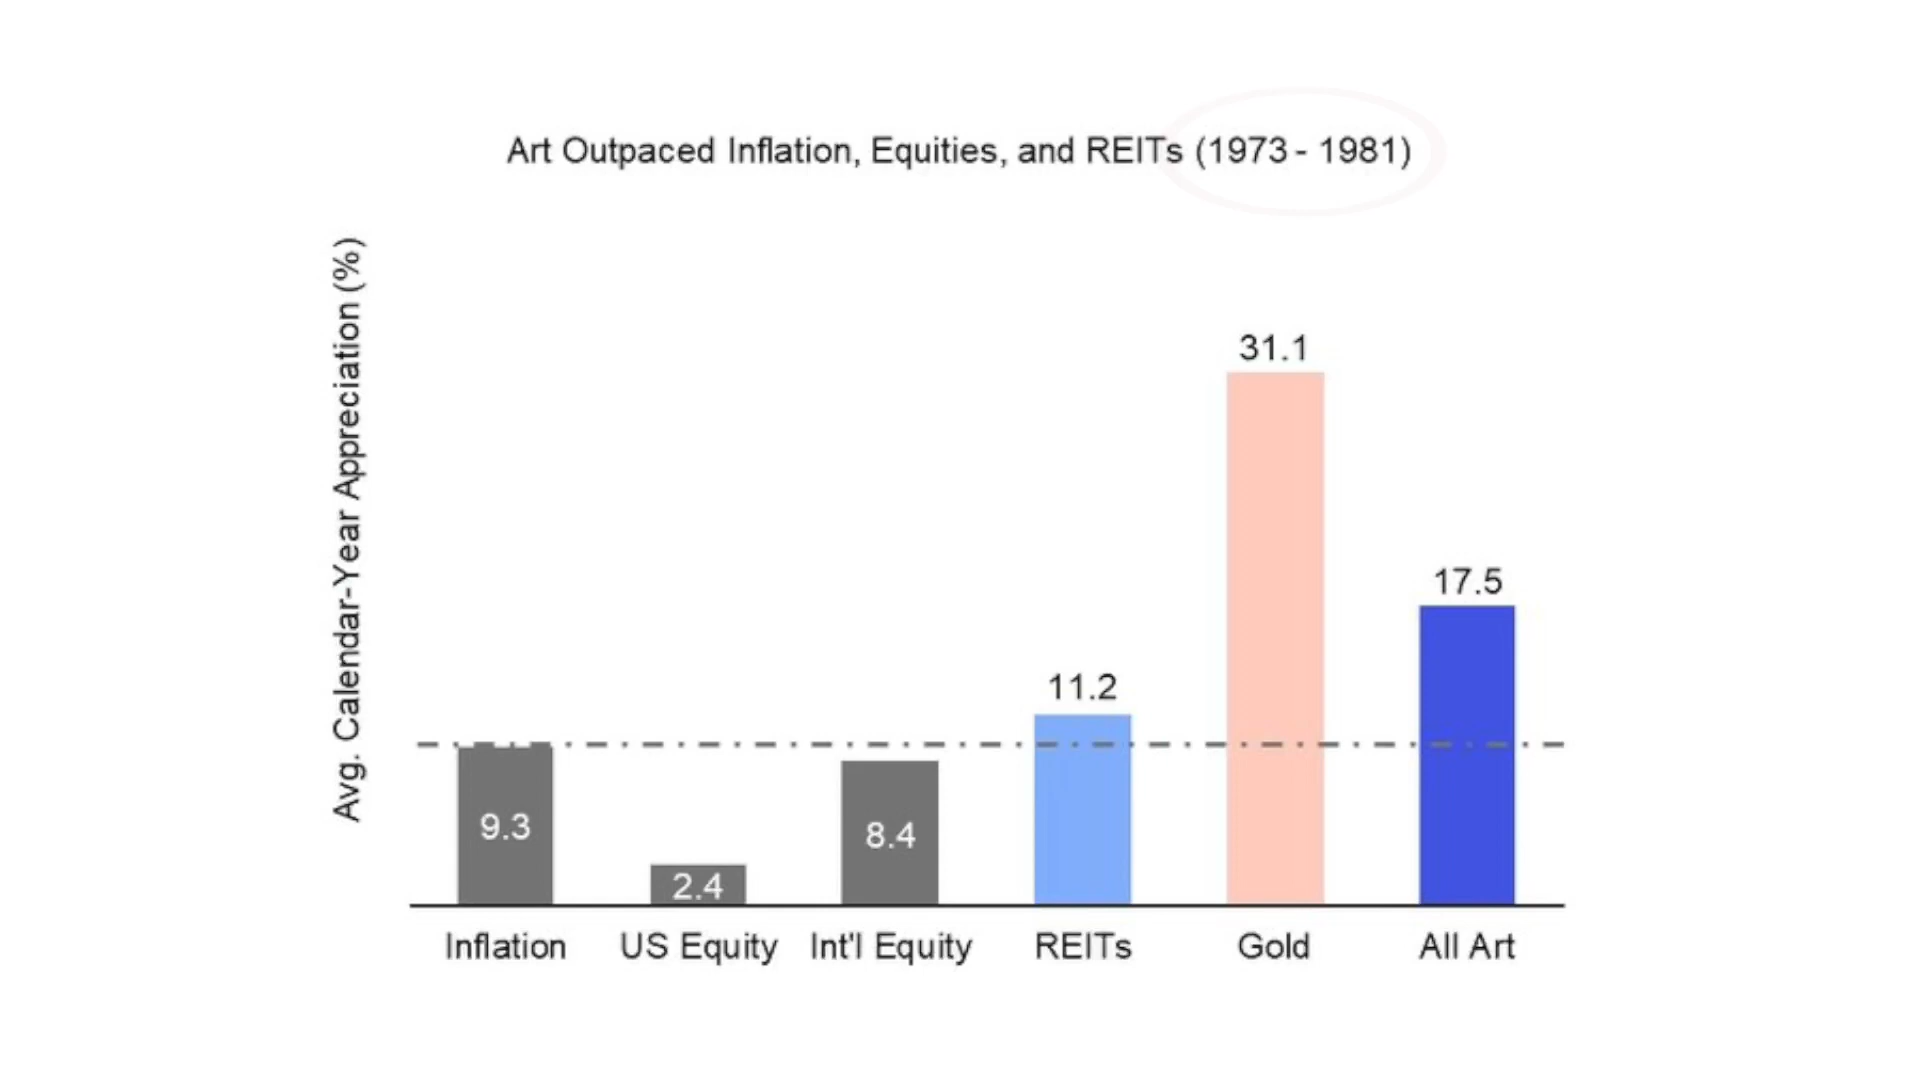 Art Outpaced Inflation, Equities, and REITs (1973 - 1981)
Avg. Calendar-Year Appreciation (%)
31.1
17.5
11.2
9.3
8.4
2.4
Inflation US Equity Int'l Equity REITs Gold All Art